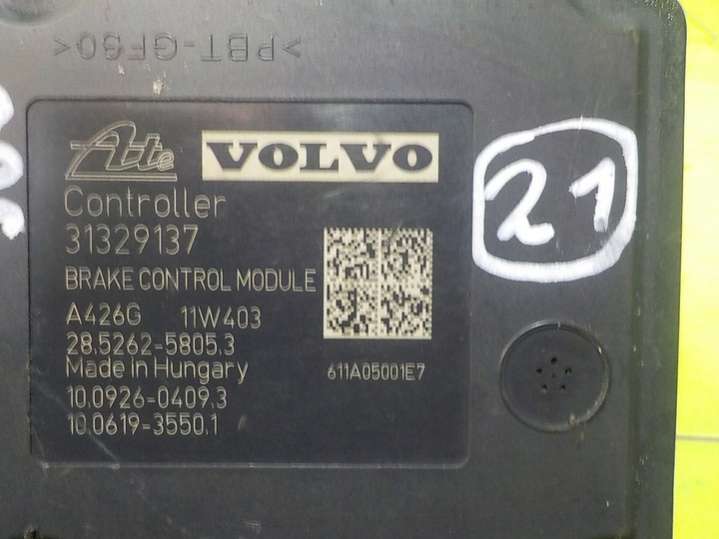 >PBT-GF30<
Ate VOLVO
Controller
31329137
BRAKE CONTROL MODULE
A426G 11W403
28.5262-5805.3
Made in Hungary
611A05001E7
10.0926-0409.3
10.0619-3550.1
21